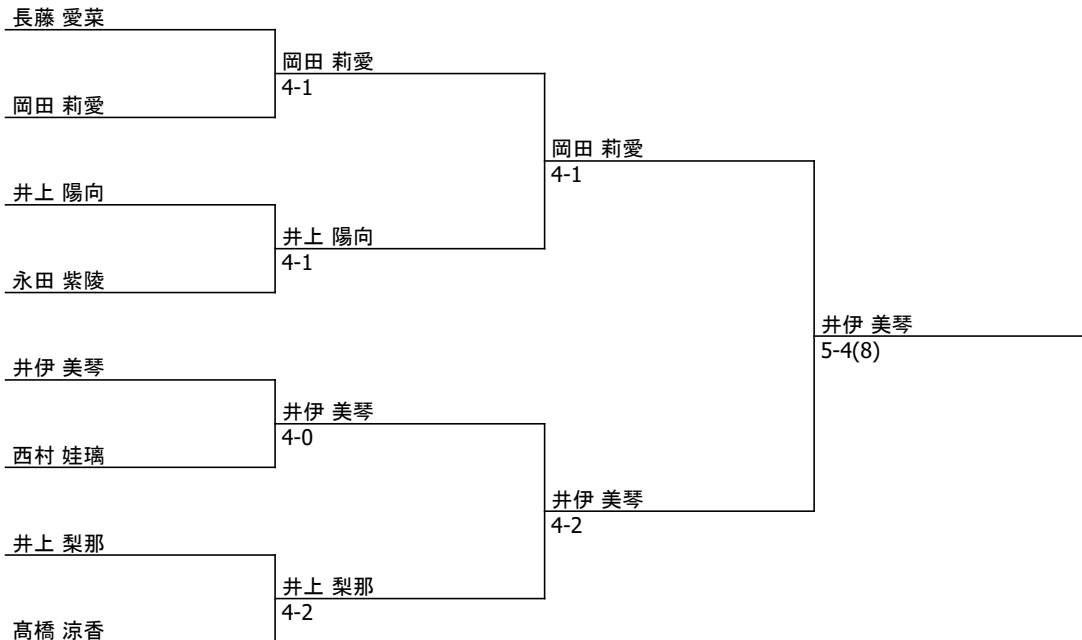 長藤 愛菜
岡田 莉愛
4-1
岡田 莉愛
岡田 莉愛
4-1
井上 陽向
井上 陽向
4-1
永田 紫陵
井伊 美琴
5-4(8)
井伊 美琴
井伊 美琴
4-0
西村 娃璃
井伊 美琴
4-2
井上 梨那
井上 梨那
4-2
髙橋 涼香